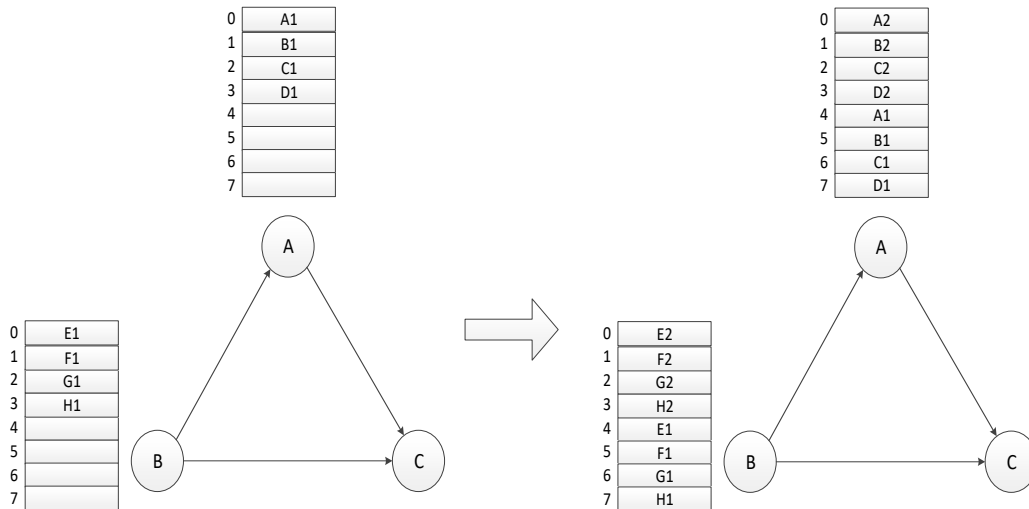 0 A1
1 B1
2 C1
3 D1
4
5
6
7
A
0 E1
1 F1
2 G1
3 H1
4
5
6
7
B
C
0 A2
1 B2
2 C2
3 D2
4 A1
5 B1
6 C1
7 D1
A
0 E2
1 F2
2 G2
3 H2
4 E1
5 F1
6 G1
7 H1
B
C